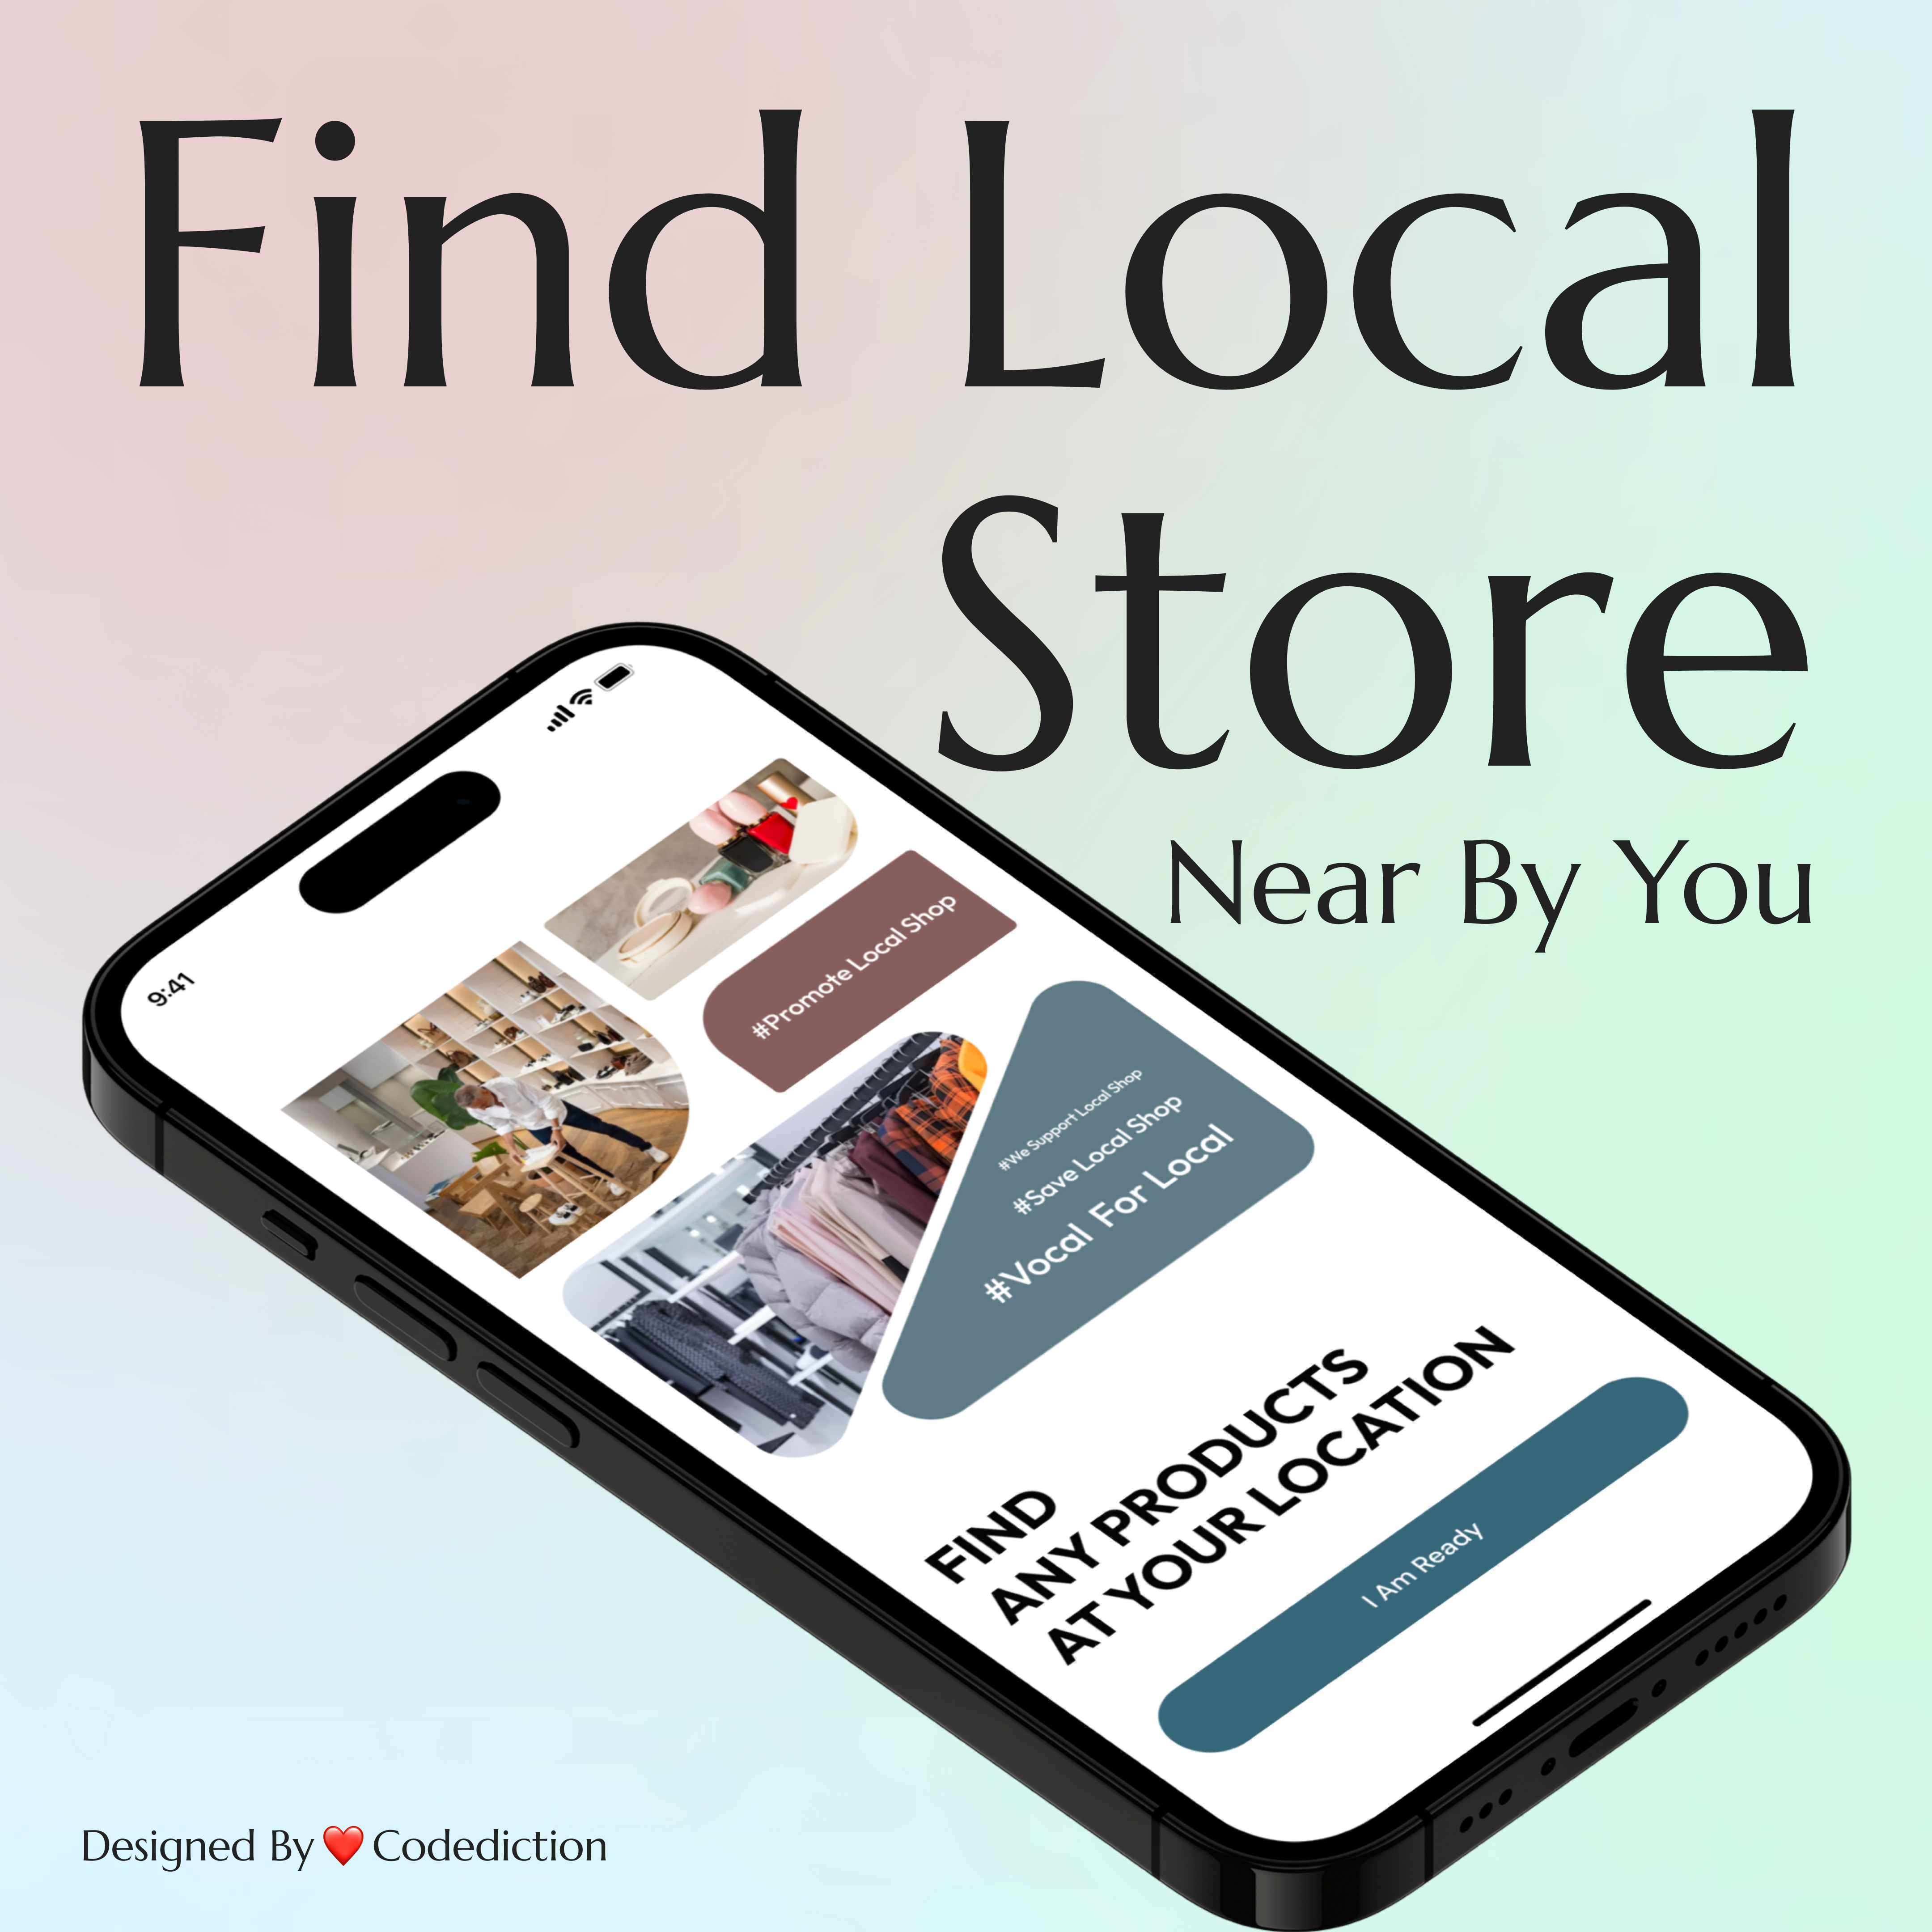 Find Local
Store
Near By You
9:41
#Promote Local Shop
#We Support Local Shop
#Save Local Shop
#Vocal For Local
FIND
ANY PRODUCTS
AT YOUR LOCATION
I Am Ready
Designed By ❤️ Codediction